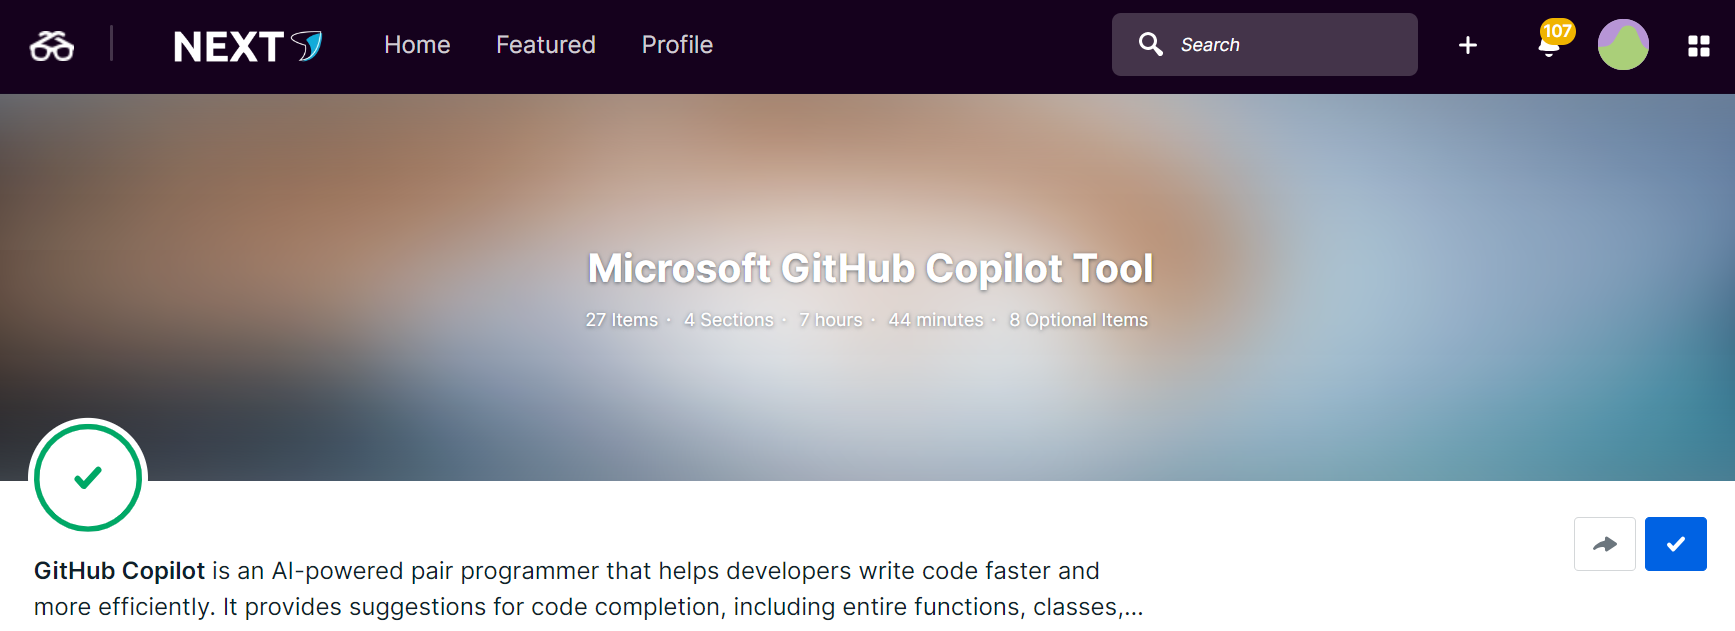 NEXT Home Featured Profile Search 107
Microsoft GitHub Copilot Tool
27 Items · 4 Sections · 7 hours · 44 minutes · 8 Optional Items
GitHub Copilot is an AI-powered pair programmer that helps developers write code faster and
more efficiently. It provides suggestions for code completion, including entire functions, classes,...